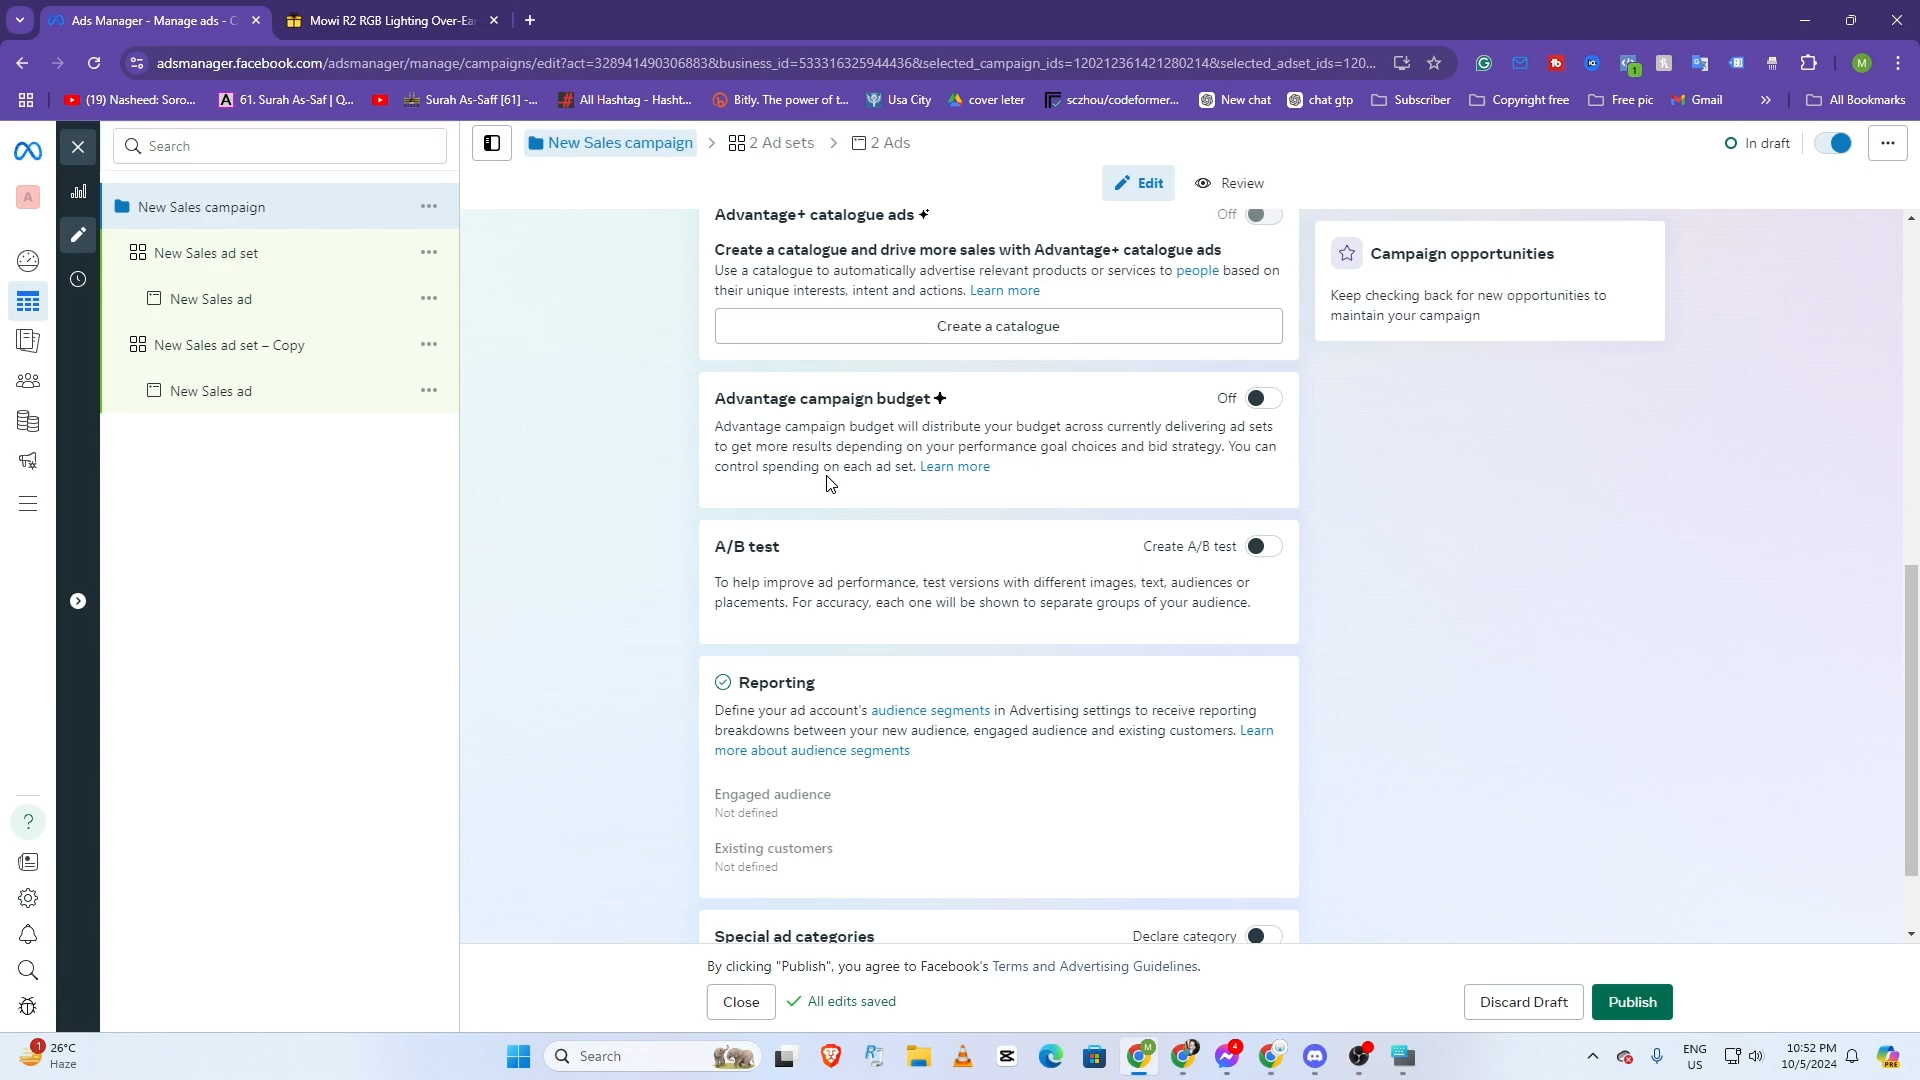 Ads Manager - Manage ads - C
Mowi R2 RGB Lighting Over-Ea
adsmanager.facebook.com/adsmanager/manage/campaigns/edit?act=328941490306883&business_id=533316325944436&selected_campaign_ids=120212361421280214&selected_adset_ids=120...
1
M
(19) Nasheed: Soro...
61. Surah As-Saf | Q...
Surah As-Saff [61] -...
All Hashtag - Hasht...
Bitly. The power of t...
Usa City
cover leter
sczhou/codeformer...
New chat
chat gtp
Subscriber
Copyright free
Free pic
Gmail
All Bookmarks
Search
New Sales campaign
2 Ad sets
2 Ads
In draft
Edit
Review
A
New Sales campaign
New Sales ad set
New Sales ad
New Sales ad set – Copy
New Sales ad
Advantage+ catalogue ads
Off
Create a catalogue and drive more sales with Advantage+ catalogue ads
Use a catalogue to automatically advertise relevant products or services to people based on
their unique interests, intent and actions. Learn more
Create a catalogue
Campaign opportunities
Keep checking back for new opportunities to
maintain your campaign
Advantage campaign budget
Off
Advantage campaign budget will distribute your budget across currently delivering ad sets
to get more results depending on your performance goal choices and bid strategy. You can
control spending on each ad set. Learn more
A/B test
Create A/B test
To help improve ad performance, test versions with different images, text, audiences or
placements. For accuracy, each one will be shown to separate groups of your audience.
Reporting
Define your ad account's audience segments in Advertising settings to receive reporting
breakdowns between your new audience, engaged audience and existing customers. Learn
more about audience segments
Engaged audience
Not defined
Existing customers
Not defined
Special ad categories
Declare category
By clicking "Publish", you agree to Facebook's Terms and Advertising Guidelines.
Close
All edits saved
Discard Draft
Publish
1
26°C
Haze
Search
M
4
ENG
US
10:52 PM
10/5/2024
PRE